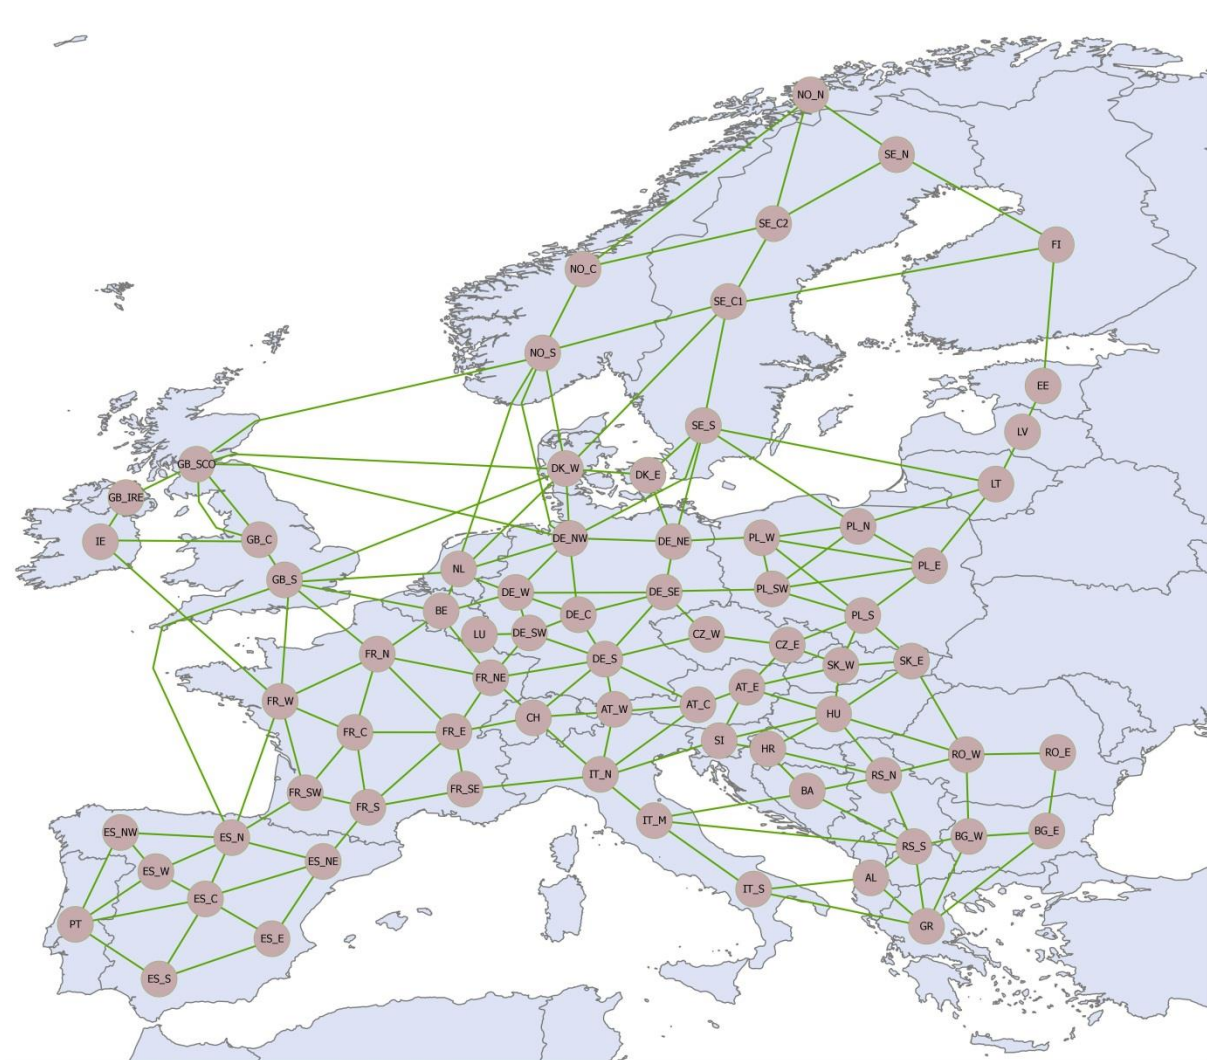 NO_N
SE_N
SE_C2
FI
NO_C
SE_C1
NO_S
EE
SE_S
LV
GB_SCO
DK_W
DK_E
LT
GB_IRE
PL_N
IE
GB_C
DE_NW
DE_NE
PL_W
PL_E
GB_S
NL
DE_W
DE_SE
PL_SW
BE
DE_C
PL_S
LU
DE_SW
CZ_W
CZ_E
FR_N
DE_S
SK_W
SK_E
FR_NE
AT_E
FR_W
AT_C
AT_W
CH
HU
FR_C
FR_E
SI
HR
RO_W
RO_E
IT_N
RS_N
FR_SW
FR_SE
BA
FR_S
IT_M
ES_NW
ES_N
BG_W
BG_E
RS_S
ES_NE
ES_W
AL
IT_S
ES_C
PT
GR
ES_E
ES_S